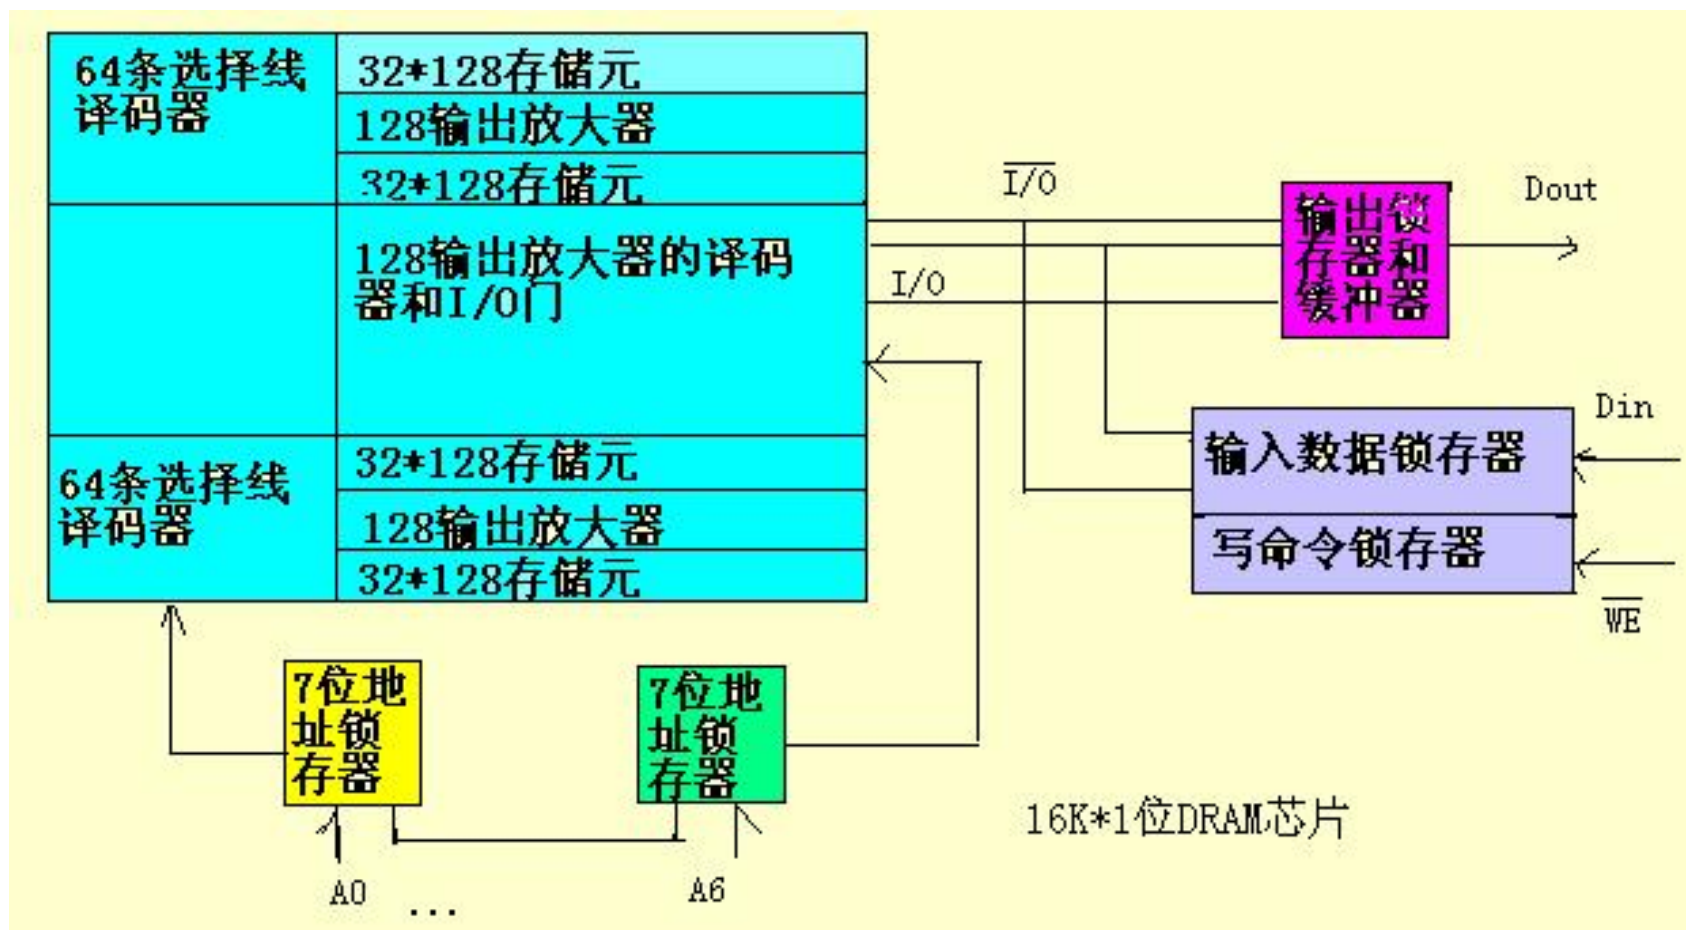 64条选择线
译码器
32*128存储元
128输出放大器
32*128存储元
128输出放大器的译码
器和I/O门
64条选择线
译码器
32*128存储元
128输出放大器
32*128存储元
I/O
I/O
输出锁
存器和
缓冲器
Dout
Din
输入数据锁存器
写命令锁存器
WE
7位地
址锁
存器
7位地
址锁
存器
A0 ...
A6
16K*1位DRAM芯片